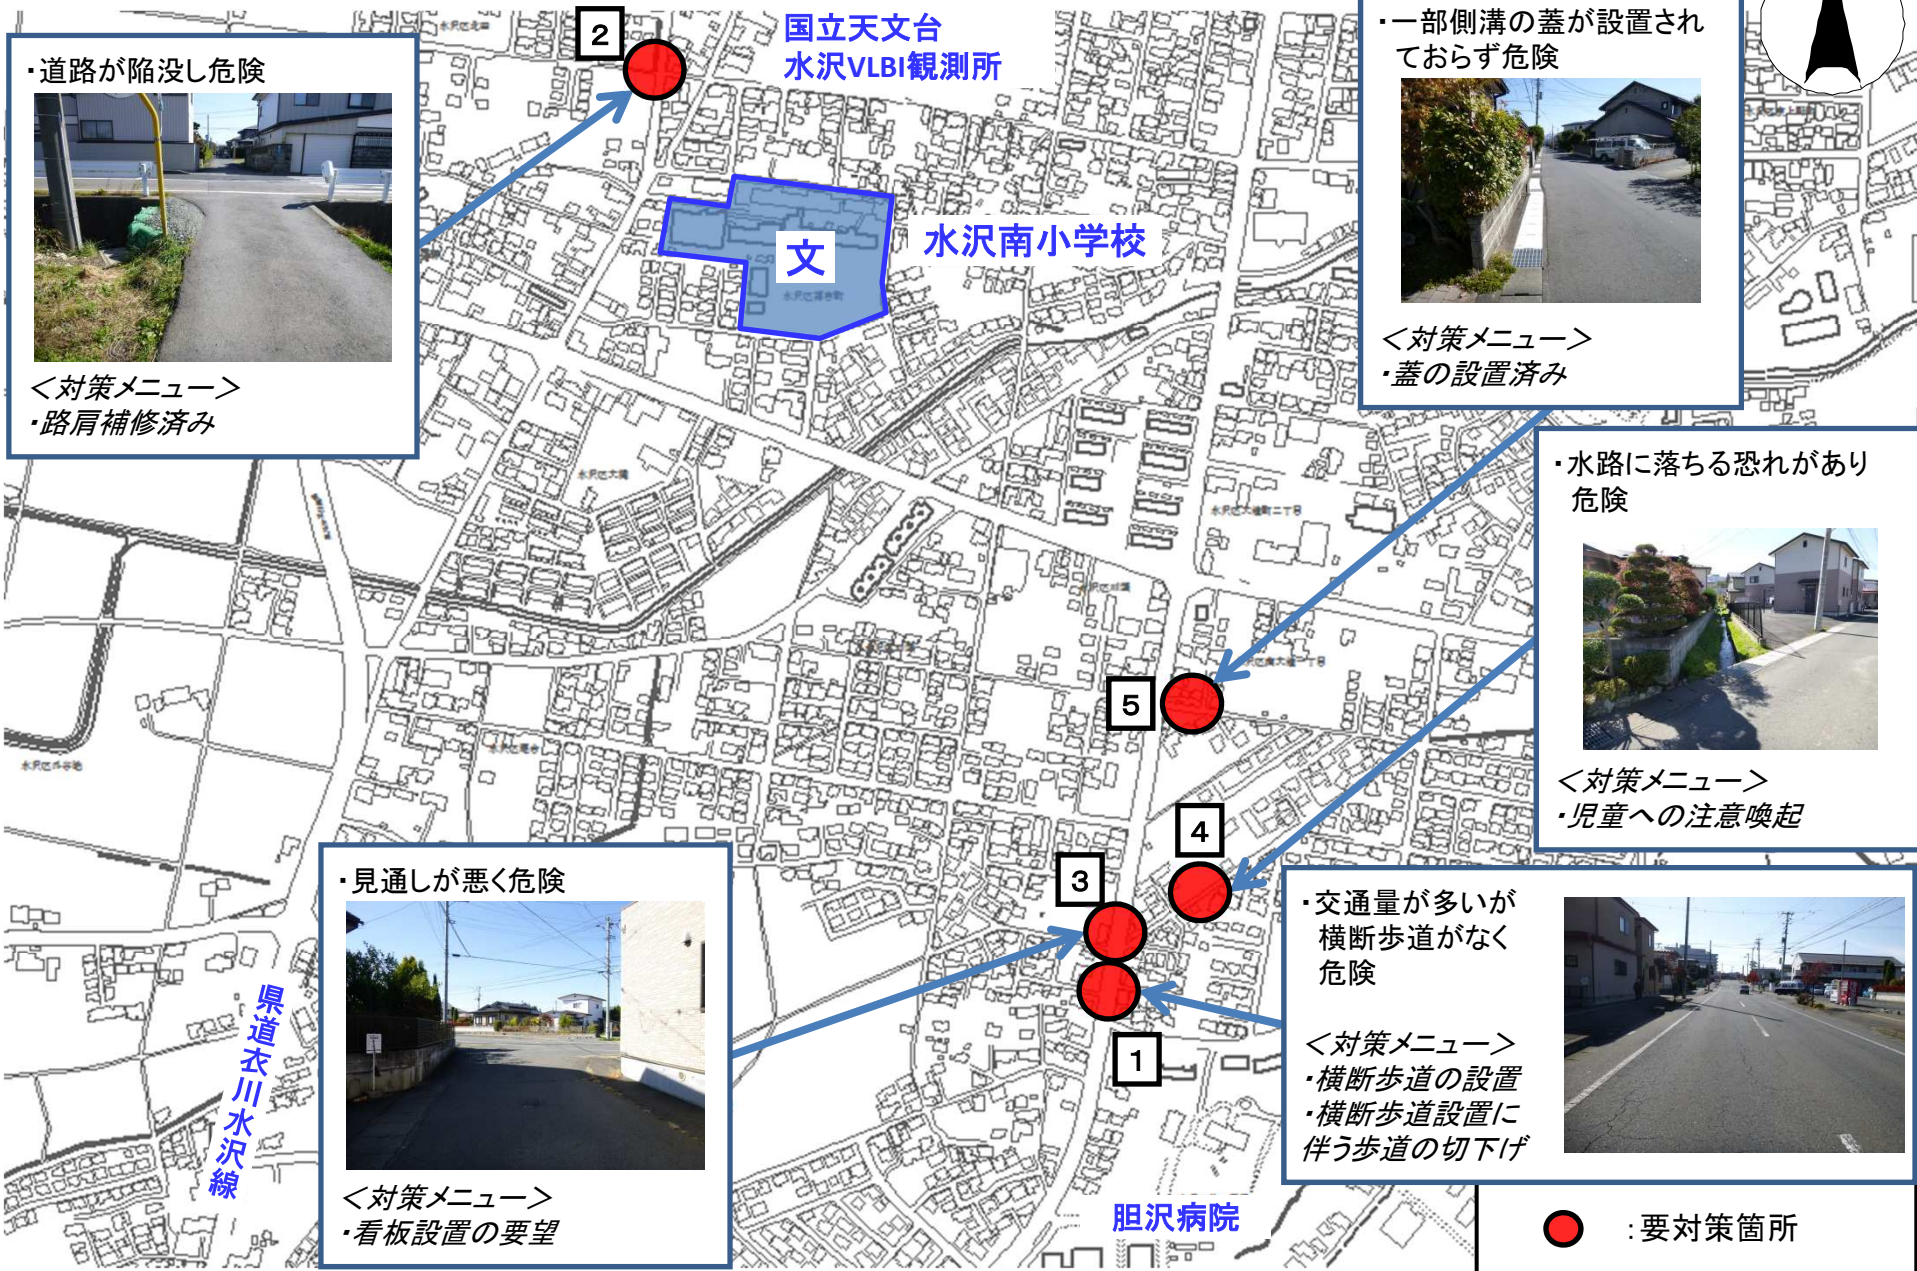 ・道路が陥没し危険
＜対策メニュー＞
・路肩補修済み
2
国立天文台
水沢VLBI観測所
文
水沢南小学校
水沢区福吉町
・一部側溝の蓋が設置され
ておらず危険
＜対策メニュー＞
・蓋の設置済み
・水路に落ちる恐れがあり
危険
＜対策メニュー＞
・児童への注意喚起
5
4
3
1
・見通しが悪く危険
＜対策メニュー＞
・看板設置の要望
・交通量が多いが
横断歩道がなく
危険
＜対策メニュー＞
・横断歩道の設置
・横断歩道設置に
伴う歩道の切下げ
県道衣川水沢線
胆沢病院
：要対策箇所